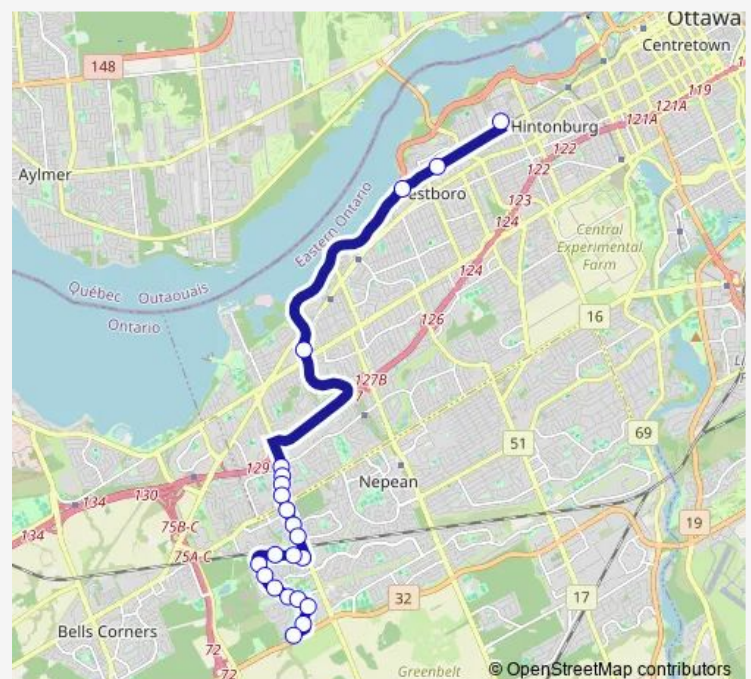 Ottawa
148
Centretown
119
121A
121A
Hintonburg
122
122
Aylmer
estboro
123
Eastern Ontario
124
Central
Experimental
Farm
124
Québec Outaouais
Ontario
126
16
127B
7
51
69
129
Nepean
130
134
134
75B-C
19
75A-C
32
17
Bells Corners
72
72
Greenbelt
© OpenStreetMap contributors